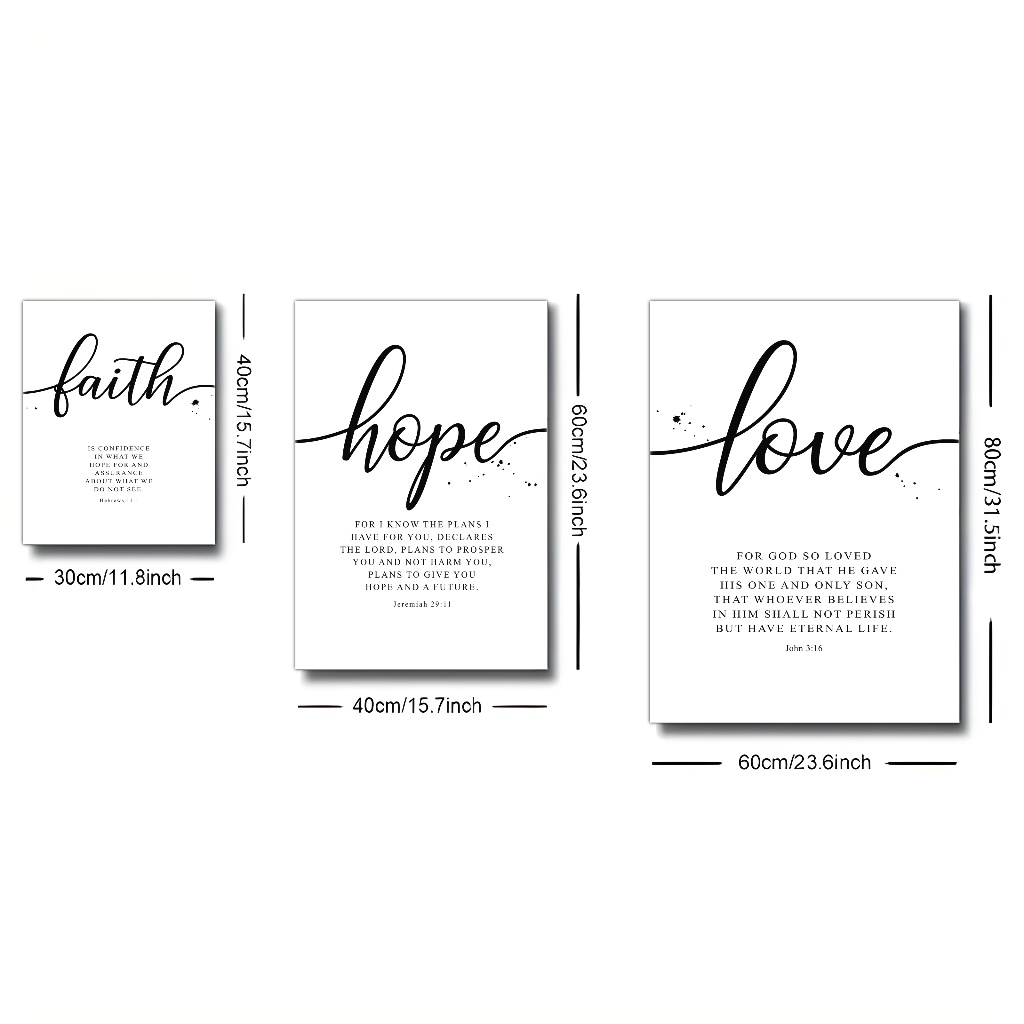 faith
IS CONFIDENCE
IN WHAT WE
HOPE FOR AND
ASSURANCE
ABOUT WHAT WE
DO NOT SEE.
Hebrews
40cm/15.7inch
30cm/11.8inch
hope
FOR I KNOW THE PLANS I
HAVE FOR YOU, DECLARES
THE LORD, PLANS TO PROSPER
YOU AND NOT HARM YOU,
PLANS TO GIVE YOU
HOPE AND A FUTURE.
Jeremiah 29:11
60cm/23.6inch
40cm/15.7inch
love
FOR GOD SO LOVED
THE WORLD THAT HE GAVE
HIS ONE AND ONLY SON,
THAT WHOEVER BELIEVES
IN HIM SHALL NOT PERISH
BUT HAVE ETERNAL LIFE.
John 3:16
80cm/31.5inch
60cm/23.6inch